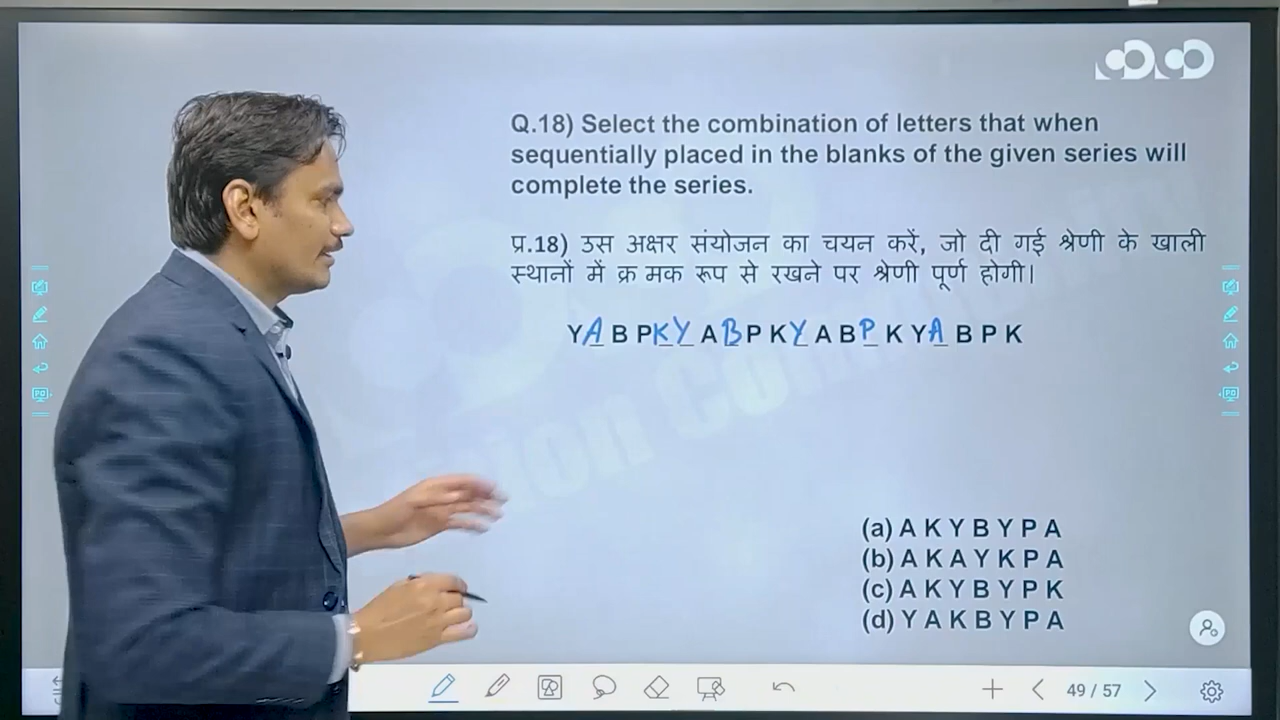 Q.18) Select the combination of letters that when
sequentially placed in the blanks of the given series will
complete the series.
प्र.18) उस अक्षर संयोजन का चयन करें, जो दी गई श्रेणी के खाली
स्थानों में क्र मक रूप से रखने पर श्रेणी पूर्ण होगी।
Y A B P K Y A B P K Y A B P K Y A B P K
(a) A K Y B Y P A
(b) A K A Y K P A
(c) A K Y B Y P K
(d) Y A K B Y P A
49 / 57